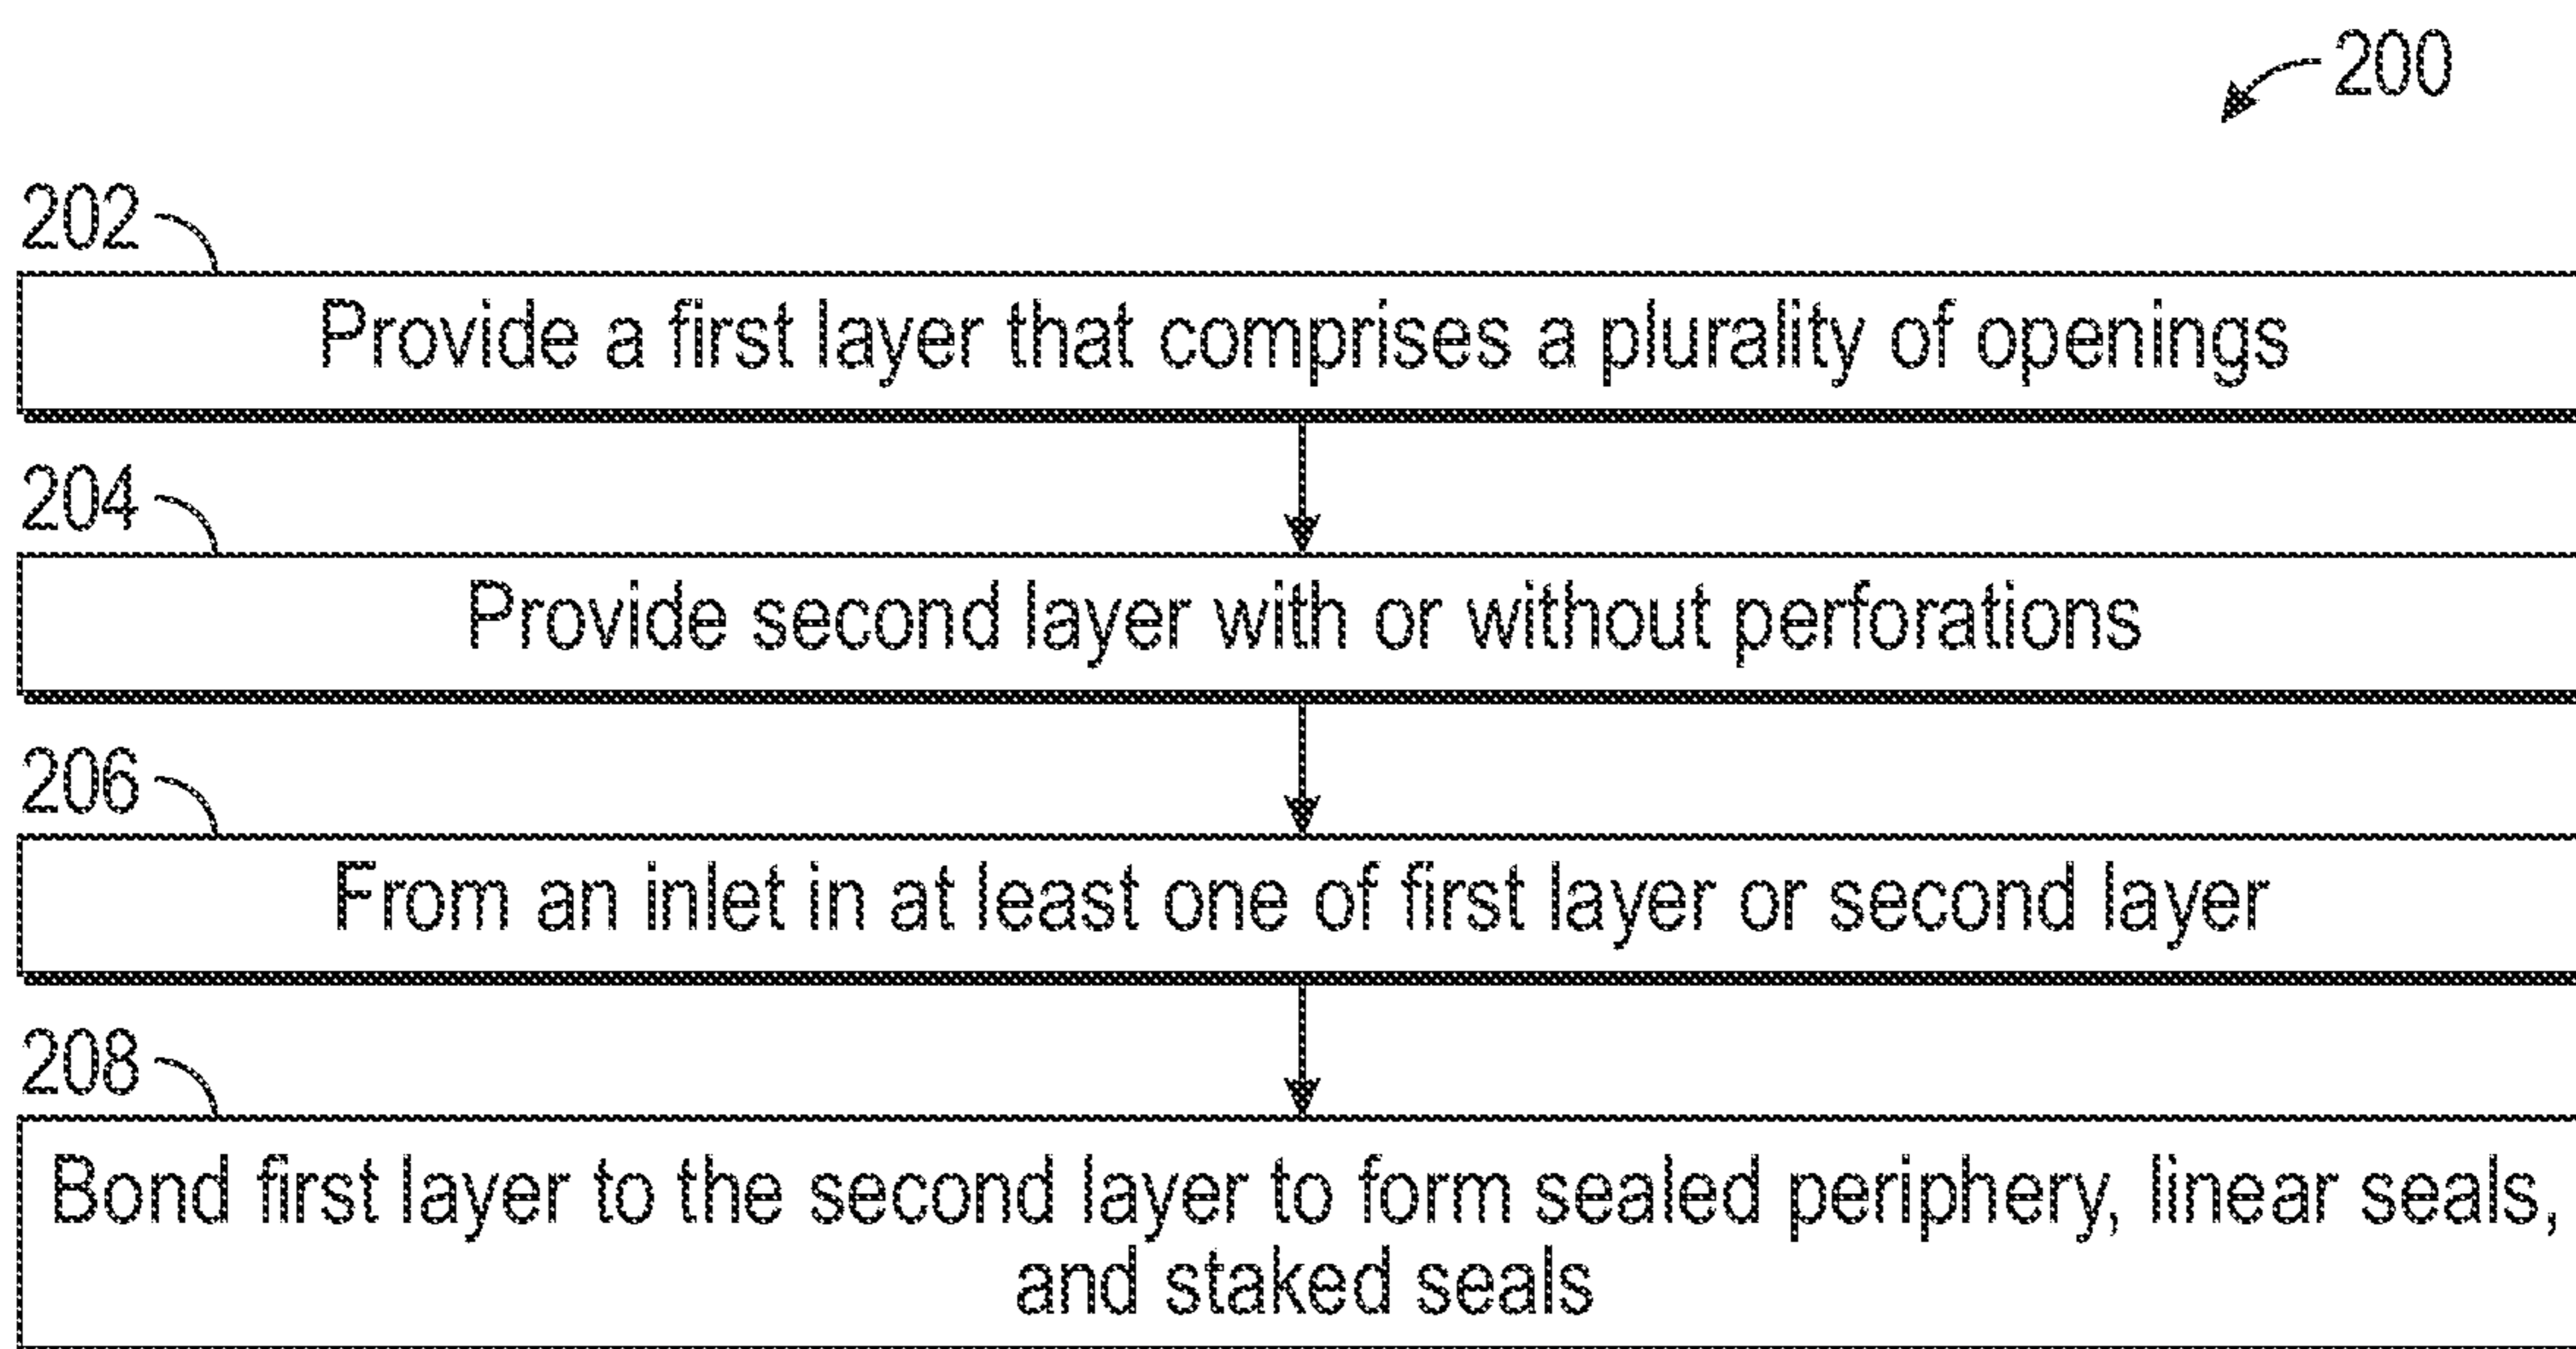 200
202
Provide a first layer that comprises a plurality of openings
204
Provide second layer with or without perforations
206
From an inlet in at least one of first layer or second layer
208
Bond first layer to the second layer to form sealed periphery, linear seals,
and staked seals